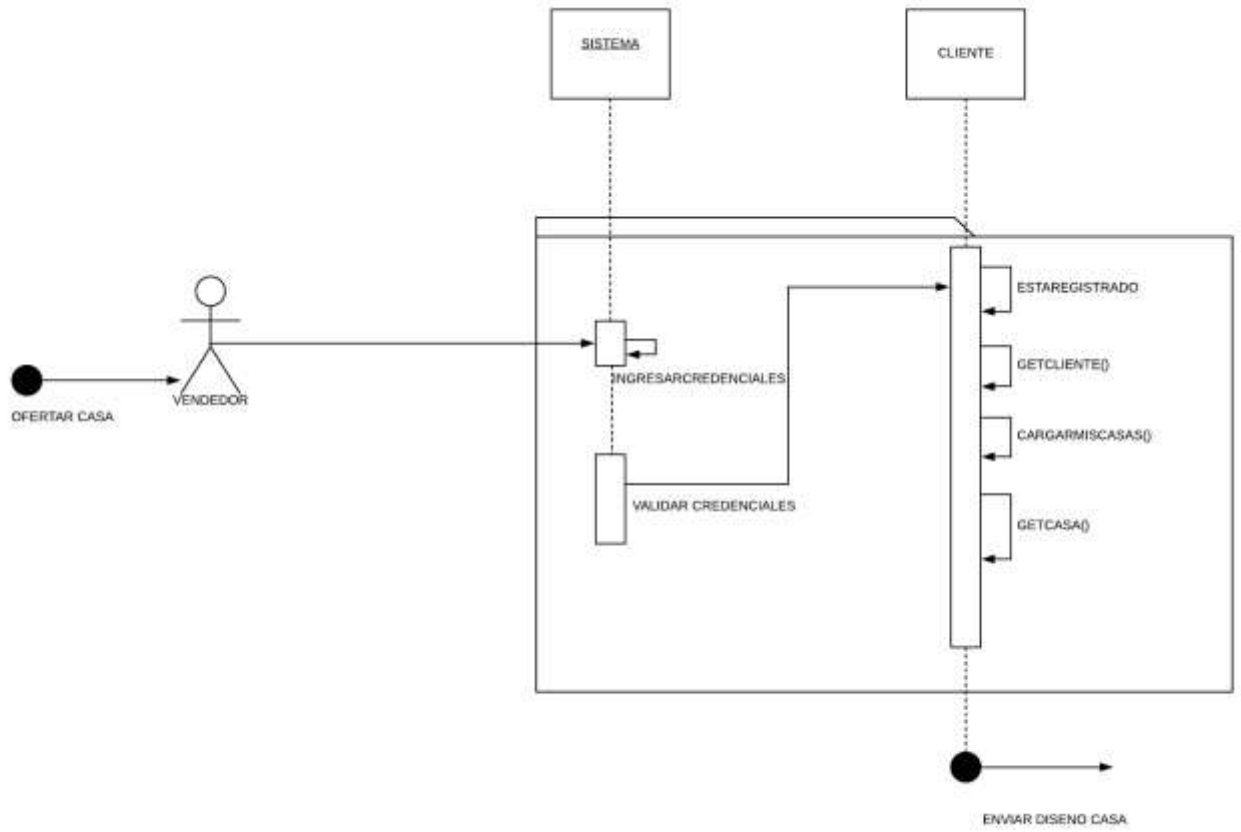 SISTEMA
CLIENTE
ESTAREGISTRADO
GETCLIENTE()
INGRESARCREDENCIALES
VENDEDOR
OFERTAR CASA
CARGARMISCASAS()
VALIDAR CREDENCIALES
GETCASA()
ENVIAR DISENO CASA